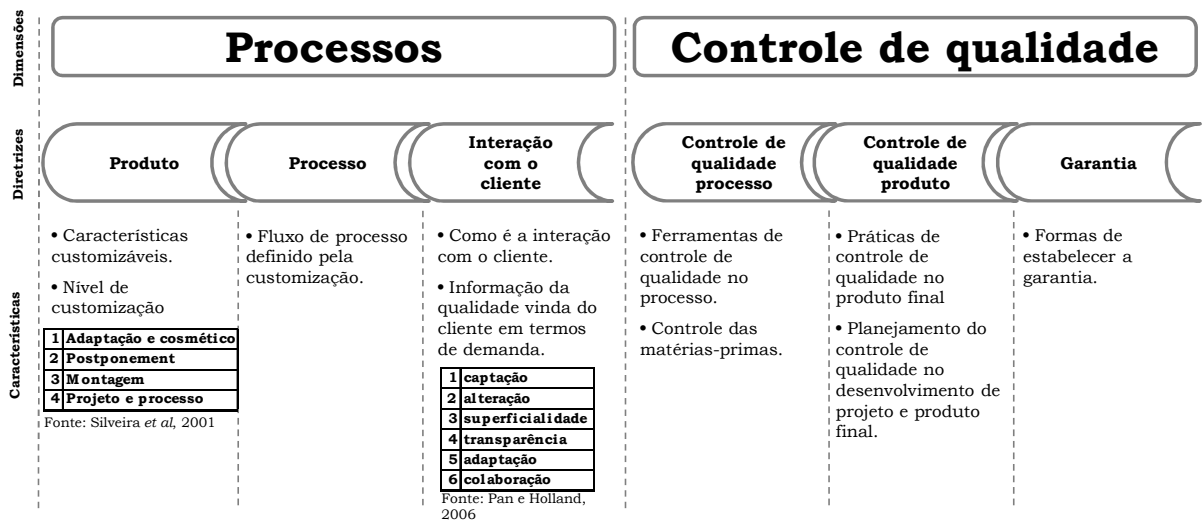 Dimensões
Processos
Controle de qualidade
Diretrizes
Produto
Processo
Interação
com o
cliente
Controle de
qualidade
processo
Controle de
qualidade
produto
Garantia
Características
• Características
customizáveis.
• Nível de
customização
1 Adaptação e cosmético
2 Postponement
3 Montagem
4 Projeto e processo
Fonte: Silveira et al, 2001
• Fluxo de processo
definido pela
customização.
• Como é a interação
com o cliente.
• Informação da
qualidade vinda do
cliente em termos
de demanda.
1 captação
2 alteração
3 superficialidade
4 transparência
5 adaptação
6 colaboração
Fonte: Pan e Holland,
2006
• Ferramentas de
controle de
qualidade no
processo.
• Controle das
matérias-primas.
• Práticas de
controle de
qualidade no
produto final
• Planejamento do
controle de
qualidade no
desenvolvimento de
projeto e produto
final.
• Formas de
estabelecer a
garantia.